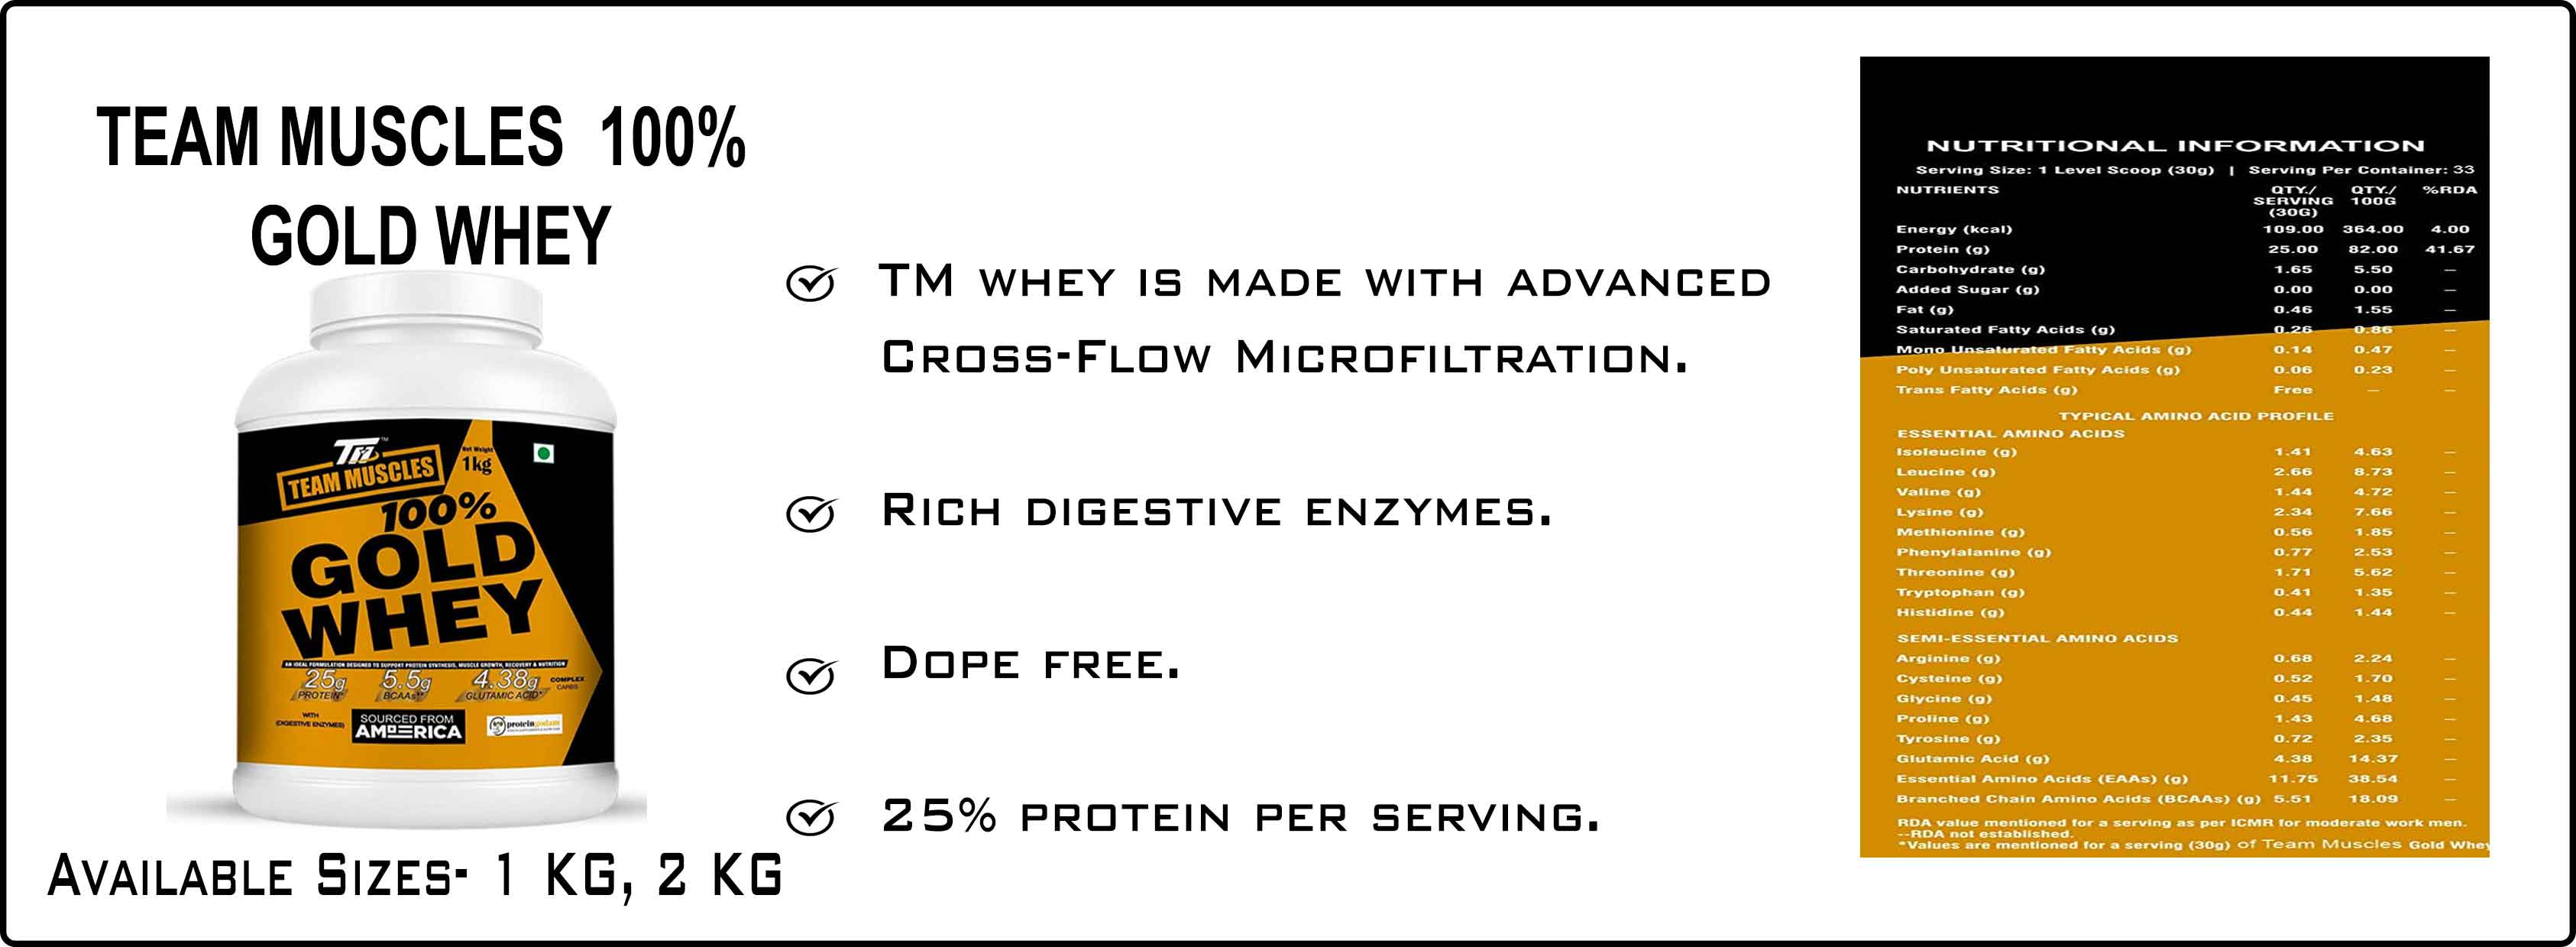 TEAM MUSCLES 100%
GOLD WHEY
TM
TEAM MUSCLES
Net Weight
1kg
100%
GOLD
WHEY
AN IDEAL FORMULATION DESIGNED TO SUPPORT PROTEIN SYNTHESIS, MUSCLE GROWTH, RECOVERY & NUTRITION
25g PROTEIN*
5.5g BCAAs*
4.38g GLUTAMIC ACID*
COMPLEX CARBS
WITH
(DIGESTIVE ENZYMES)
SOURCED FROM
AMERICA
Available Sizes- 1 KG, 2 KG
TM whey is made with advanced
Cross-Flow Microfiltration.
Rich digestive enzymes.
Dope free.
25% protein per serving.
NUTRITIONAL INFORMATION
Serving Size: 1 Level Scoop (30g) | Serving Per Container: 33
NUTRIENTS QTY./ SERVING (30G) QTY./ 100G %RDA
Energy (kcal) 109.00 364.00 4.00
Protein (g) 25.00 82.00 41.67
Carbohydrate (g) 1.65 5.50 —
Added Sugar (g) 0.00 0.00 —
Fat (g) 0.46 1.55 —
Saturated Fatty Acids (g) 0.26 0.86 —
Mono Unsaturated Fatty Acids (g) 0.14 0.47 —
Poly Unsaturated Fatty Acids (g) 0.06 0.23 —
Trans Fatty Acids (g) Free — —
TYPICAL AMINO ACID PROFILE
ESSENTIAL AMINO ACIDS
Isoleucine (g) 1.41 4.63 —
Leucine (g) 2.66 8.73 —
Valine (g) 1.44 4.72 —
Lysine (g) 2.34 7.66 —
Methionine (g) 0.56 1.85 —
Phenylalanine (g) 0.77 2.53 —
Threonine (g) 1.71 5.62 —
Tryptophan (g) 0.41 1.35 —
Histidine (g) 0.44 1.44 —
SEMI-ESSENTIAL AMINO ACIDS
Arginine (g) 0.68 2.24 —
Cysteine (g) 0.52 1.70 —
Glycine (g) 0.45 1.48 —
Proline (g) 1.43 4.68 —
Tyrosine (g) 0.72 2.35 —
Glutamic Acid (g) 4.38 14.37 —
Essential Amino Acids (EAAs) (g) 11.75 38.54 —
Branched Chain Amino Acids (BCAAs) (g) 5.51 18.09 —
RDA value mentioned for a serving as per ICMR for moderate work men.
--RDA not established.
*Values are mentioned for a serving (30g) of Team Muscles Gold Whey